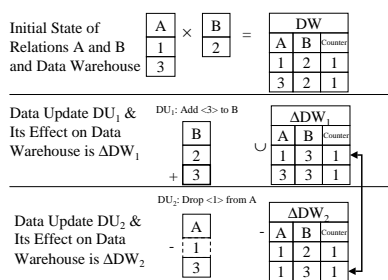 Initial State of
Relations A and B
and Data Warehouse
A × B = DW
1 2 A B Counter
3 1 2 1
3 2 1
Data Update DU1 &
Its Effect on Data
Warehouse is ΔDW1
DU1: Add <3> to B
B
2
+ 3
∪ ΔDW1
A B Counter
1 3 1
3 3 1
Data Update DU2 &
Its Effect on Data
Warehouse is ΔDW2
DU2: Drop <1> from A
A
- 1
3
- ΔDW2
A B Counter
1 2 1
1 3 1